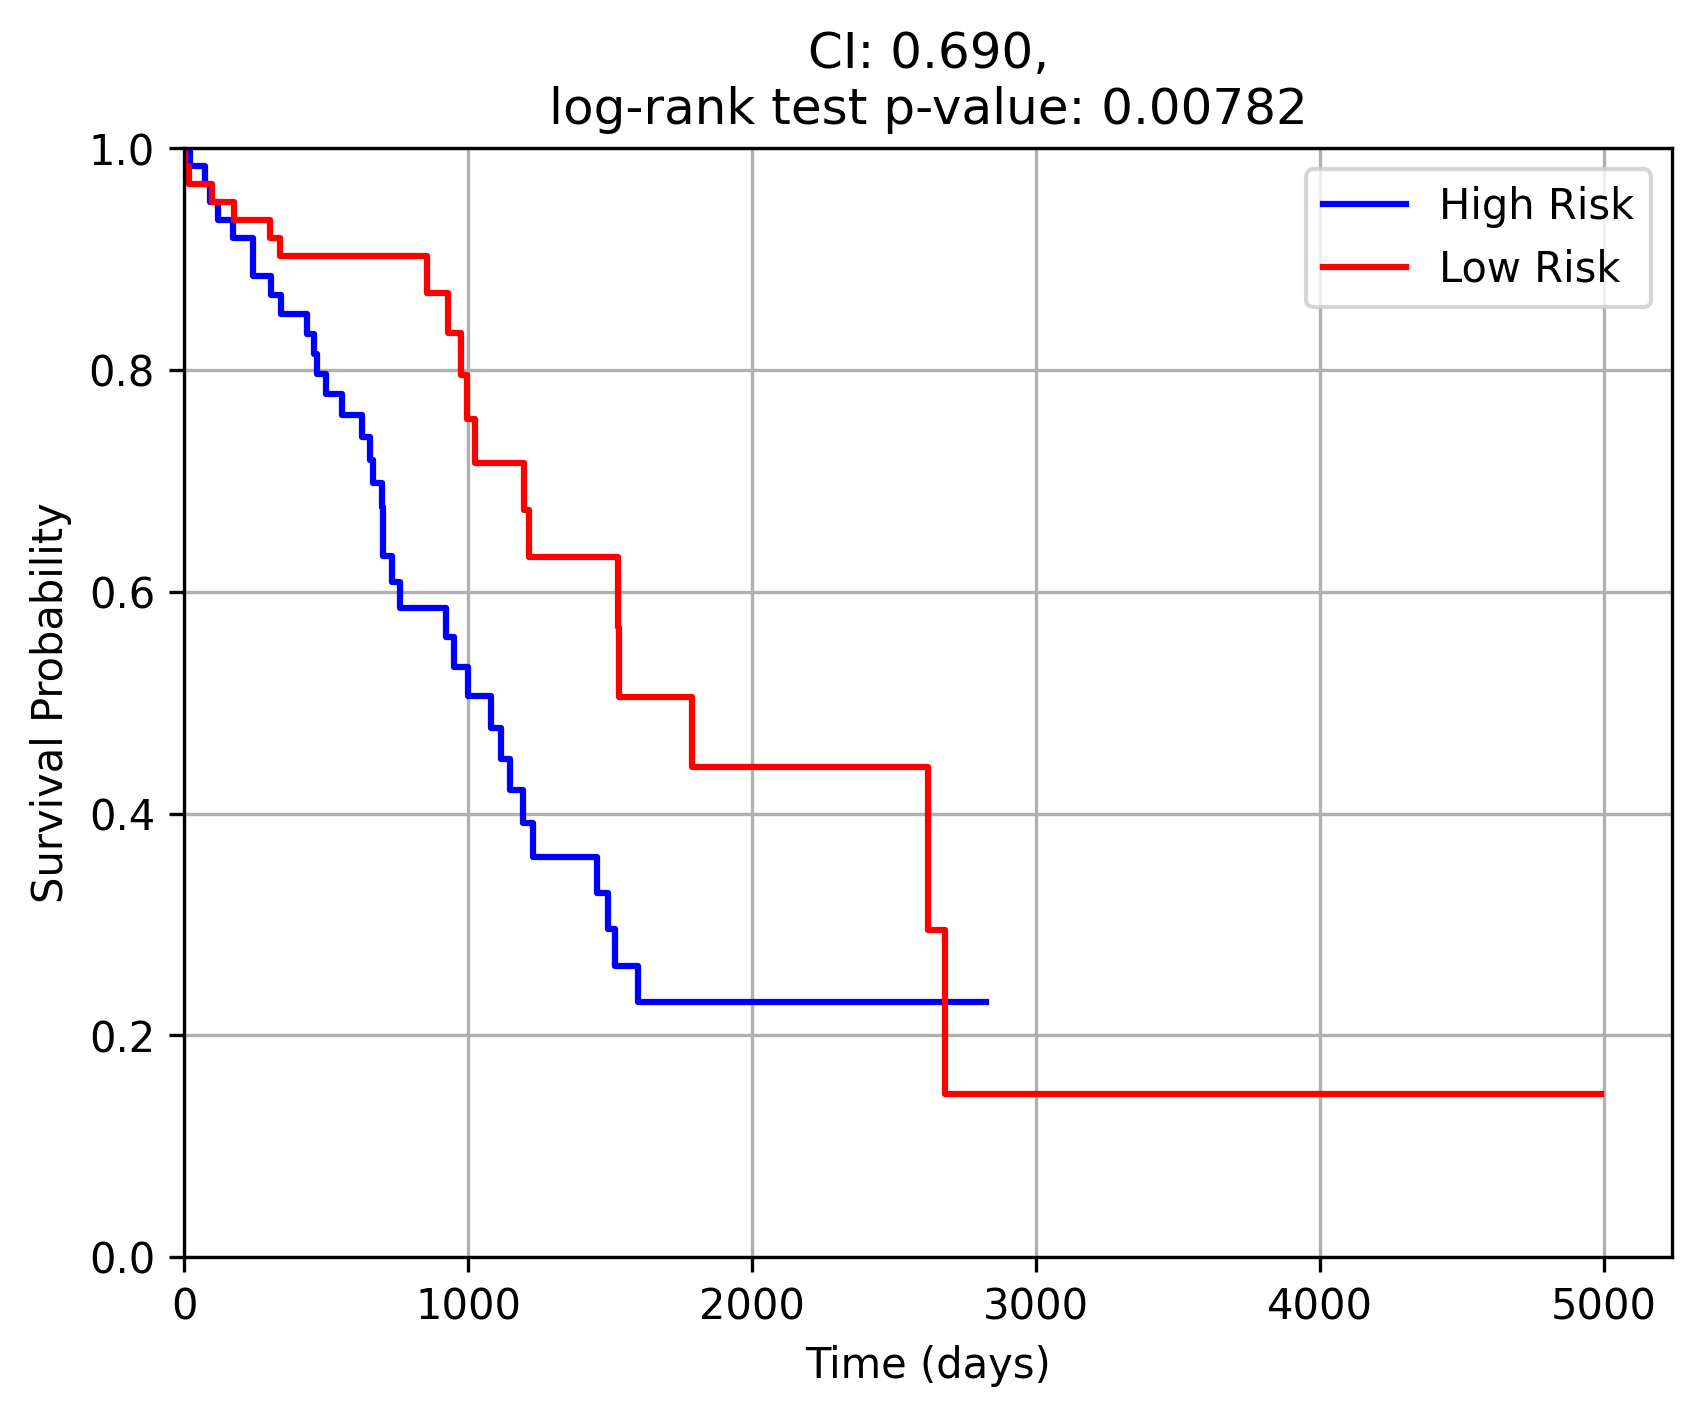 CI: 0.690,
log-rank test p-value: 0.00782
High Risk
Low Risk
Survival Probability
1.0
0.8
0.6
0.4
0.2
0.0
0 1000 2000 3000 4000 5000
Time (days)